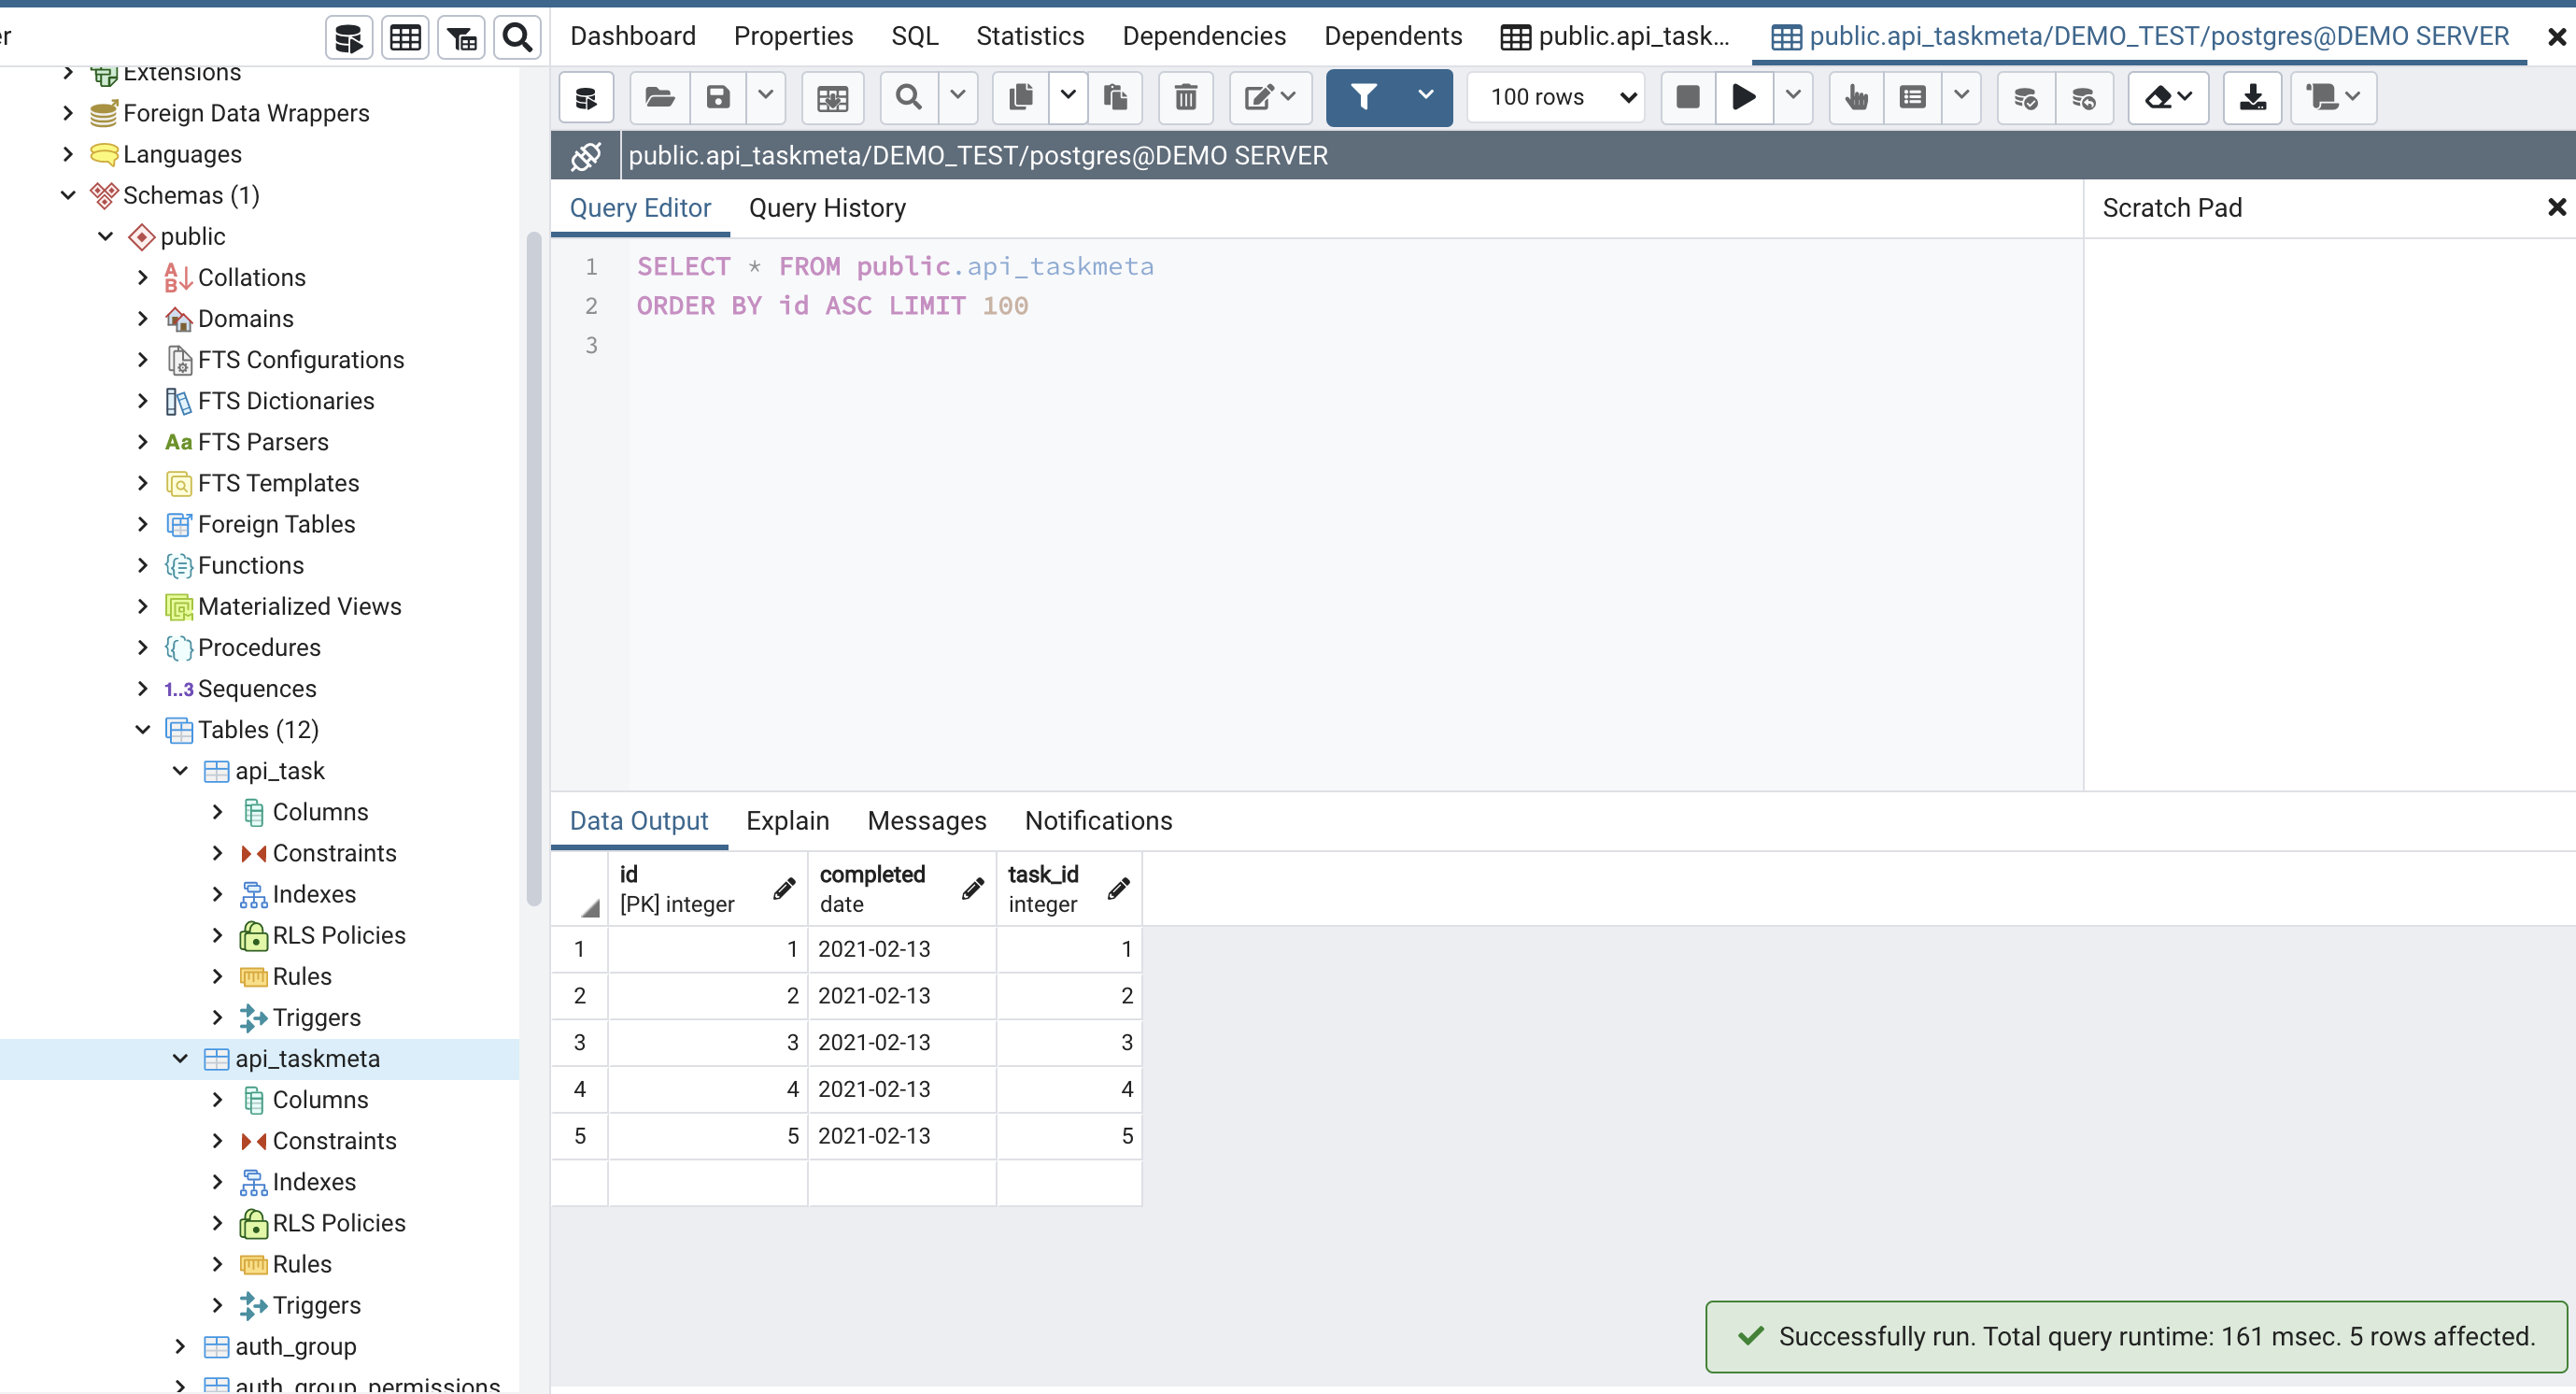 er
Dashboard Properties SQL Statistics Dependencies Dependents public.api_task... public.api_taskmeta/DEMO_TEST/postgres@DEMO SERVER
100 rows
public.api_taskmeta/DEMO_TEST/postgres@DEMO SERVER
Query Editor Query History
Scratch Pad
1 SELECT * FROM public.api_taskmeta
2 ORDER BY id ASC LIMIT 100
3
Extensions
Foreign Data Wrappers
Languages
Schemas (1)
public
Collations
Domains
FTS Configurations
FTS Dictionaries
Aa FTS Parsers
FTS Templates
Foreign Tables
Functions
Materialized Views
Procedures
1..3 Sequences
Tables (12)
api_task
Columns
Constraints
Indexes
RLS Policies
Rules
Triggers
api_taskmeta
Columns
Constraints
Indexes
RLS Policies
Rules
Triggers
auth_group
auth_group_permissions
Data Output Explain Messages Notifications
id completed task_id
[PK] integer date integer
1 1 2021-02-13 1
2 2 2021-02-13 2
3 3 2021-02-13 3
4 4 2021-02-13 4
5 5 2021-02-13 5
Successfully run. Total query runtime: 161 msec. 5 rows affected.